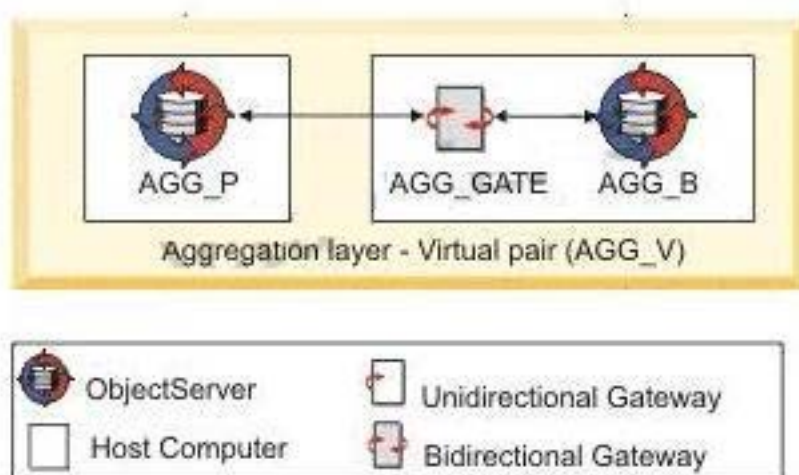 AGG_P
AGG_GATE
AGG_B
Aggregation layer - Virtual pair (AGG_V)
ObjectServer
Unidirectional Gateway
Host Computer
Bidirectional Gateway